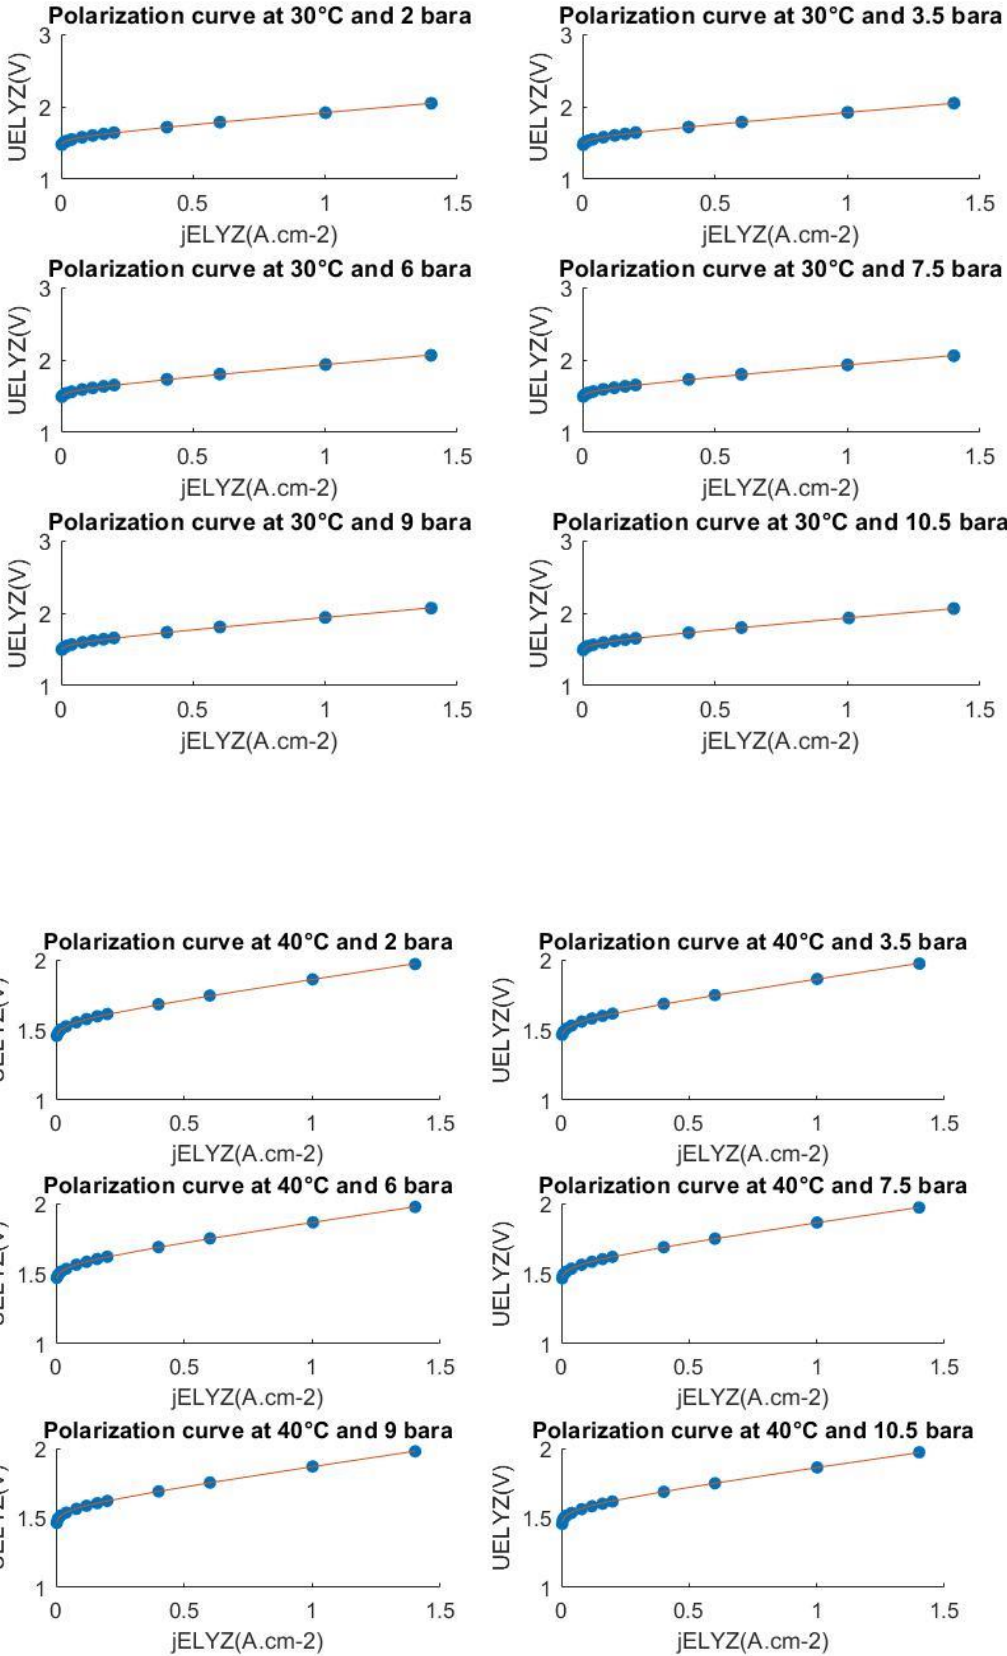 Polarization curve at 30°C and 2 bara
3
2
1
UELYZ(V)
0 0.5 1 1.5
jELYZ(A.cm-2)
Polarization curve at 30°C and 3.5 bara
3
2
1
UELYZ(V)
0 0.5 1 1.5
jELYZ(A.cm-2)
Polarization curve at 30°C and 6 bara
3
2
1
UELYZ(V)
0 0.5 1 1.5
jELYZ(A.cm-2)
Polarization curve at 30°C and 7.5 bara
3
2
1
UELYZ(V)
0 0.5 1 1.5
jELYZ(A.cm-2)
Polarization curve at 30°C and 9 bara
3
2
1
UELYZ(V)
0 0.5 1 1.5
jELYZ(A.cm-2)
Polarization curve at 30°C and 10.5 bara
3
2
1
UELYZ(V)
0 0.5 1 1.5
jELYZ(A.cm-2)
Polarization curve at 40°C and 2 bara
2
1.5
1
0 0.5 1 1.5
jELYZ(A.cm-2)
Polarization curve at 40°C and 3.5 bara
2
1.5
1
UELYZ(V)
0 0.5 1 1.5
jELYZ(A.cm-2)
Polarization curve at 40°C and 6 bara
2
1.5
1
0 0.5 1 1.5
jELYZ(A.cm-2)
Polarization curve at 40°C and 7.5 bara
2
1.5
1
UELYZ(V)
0 0.5 1 1.5
jELYZ(A.cm-2)
Polarization curve at 40°C and 9 bara
2
1.5
1
0 0.5 1 1.5
jELYZ(A.cm-2)
Polarization curve at 40°C and 10.5 bara
2
1.5
1
UELYZ(V)
0 0.5 1 1.5
jELYZ(A.cm-2)